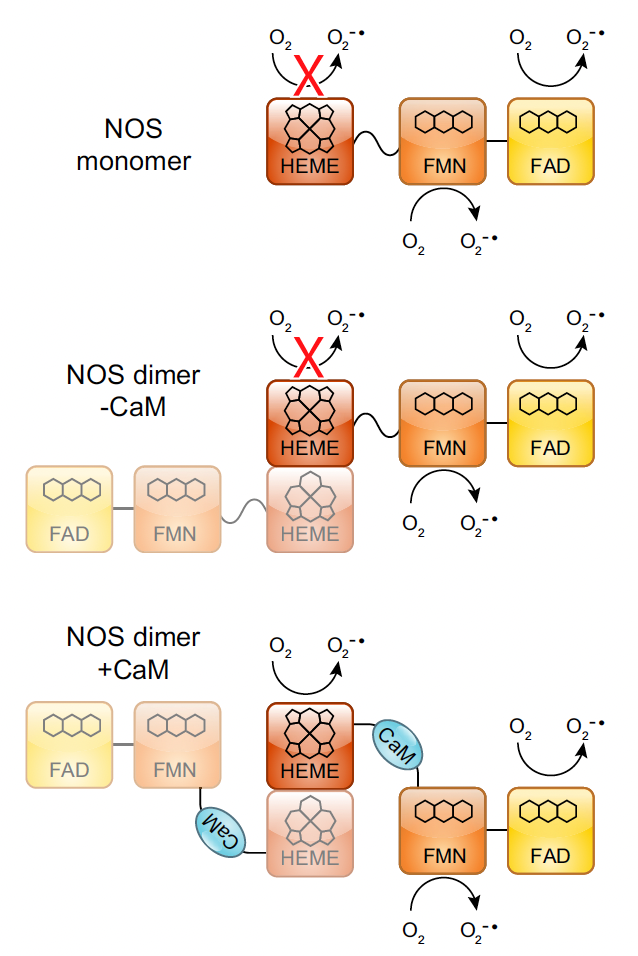 O₂ O₂⁻• O₂ O₂⁻•
NOS
monomer
HEME FMN FAD
O₂ O₂⁻•
O₂ O₂⁻• O₂ O₂⁻•
NOS dimer
-CaM
HEME FMN FAD
FAD FMN HEME
O₂ O₂⁻•
NOS dimer
+CaM
O₂ O₂⁻•
O₂ O₂⁻•
CaM
FAD FMN HEME
CaM
HEME FMN FAD
O₂ O₂⁻•